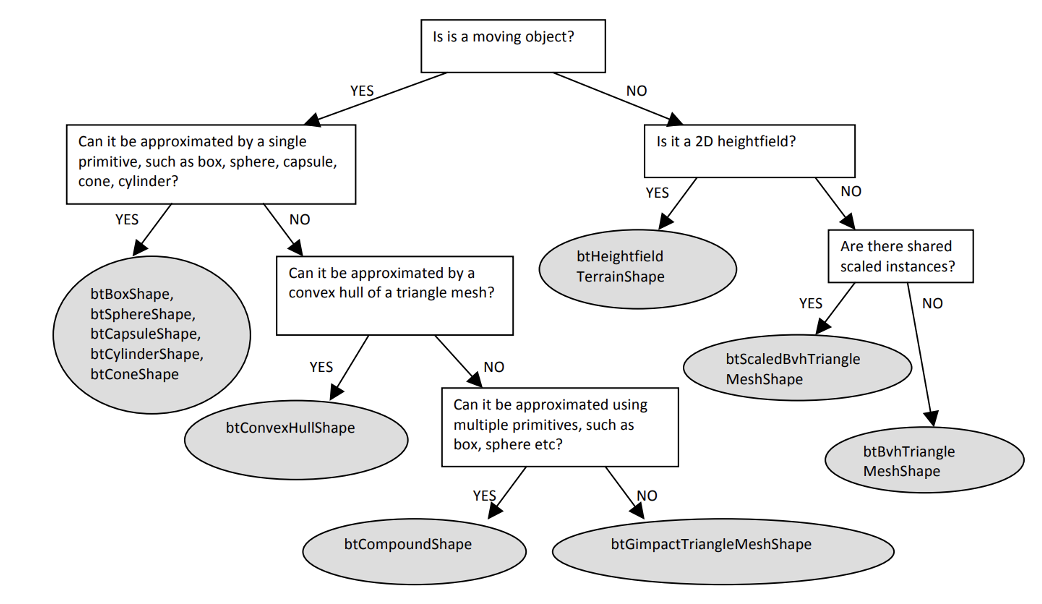 Is is a moving object?
YES
NO
Can it be approximated by a single
primitive, such as box, sphere, capsule,
cone, cylinder?
Is it a 2D heightfield?
YES
NO
YES
NO
btBoxShape,
btSphereShape,
btCapsuleShape,
btCylinderShape,
btConeShape
Can it be approximated by a
convex hull of a triangle mesh?
btHeightfield
TerrainShape
Are there shared
scaled instances?
YES
NO
YES
NO
btConvexHullShape
Can it be approximated using
multiple primitives, such as
box, sphere etc?
btScaledBvhTriangle
MeshShape
btBvhTriangle
MeshShape
YES
NO
btCompoundShape
btGimpactTriangleMeshShape